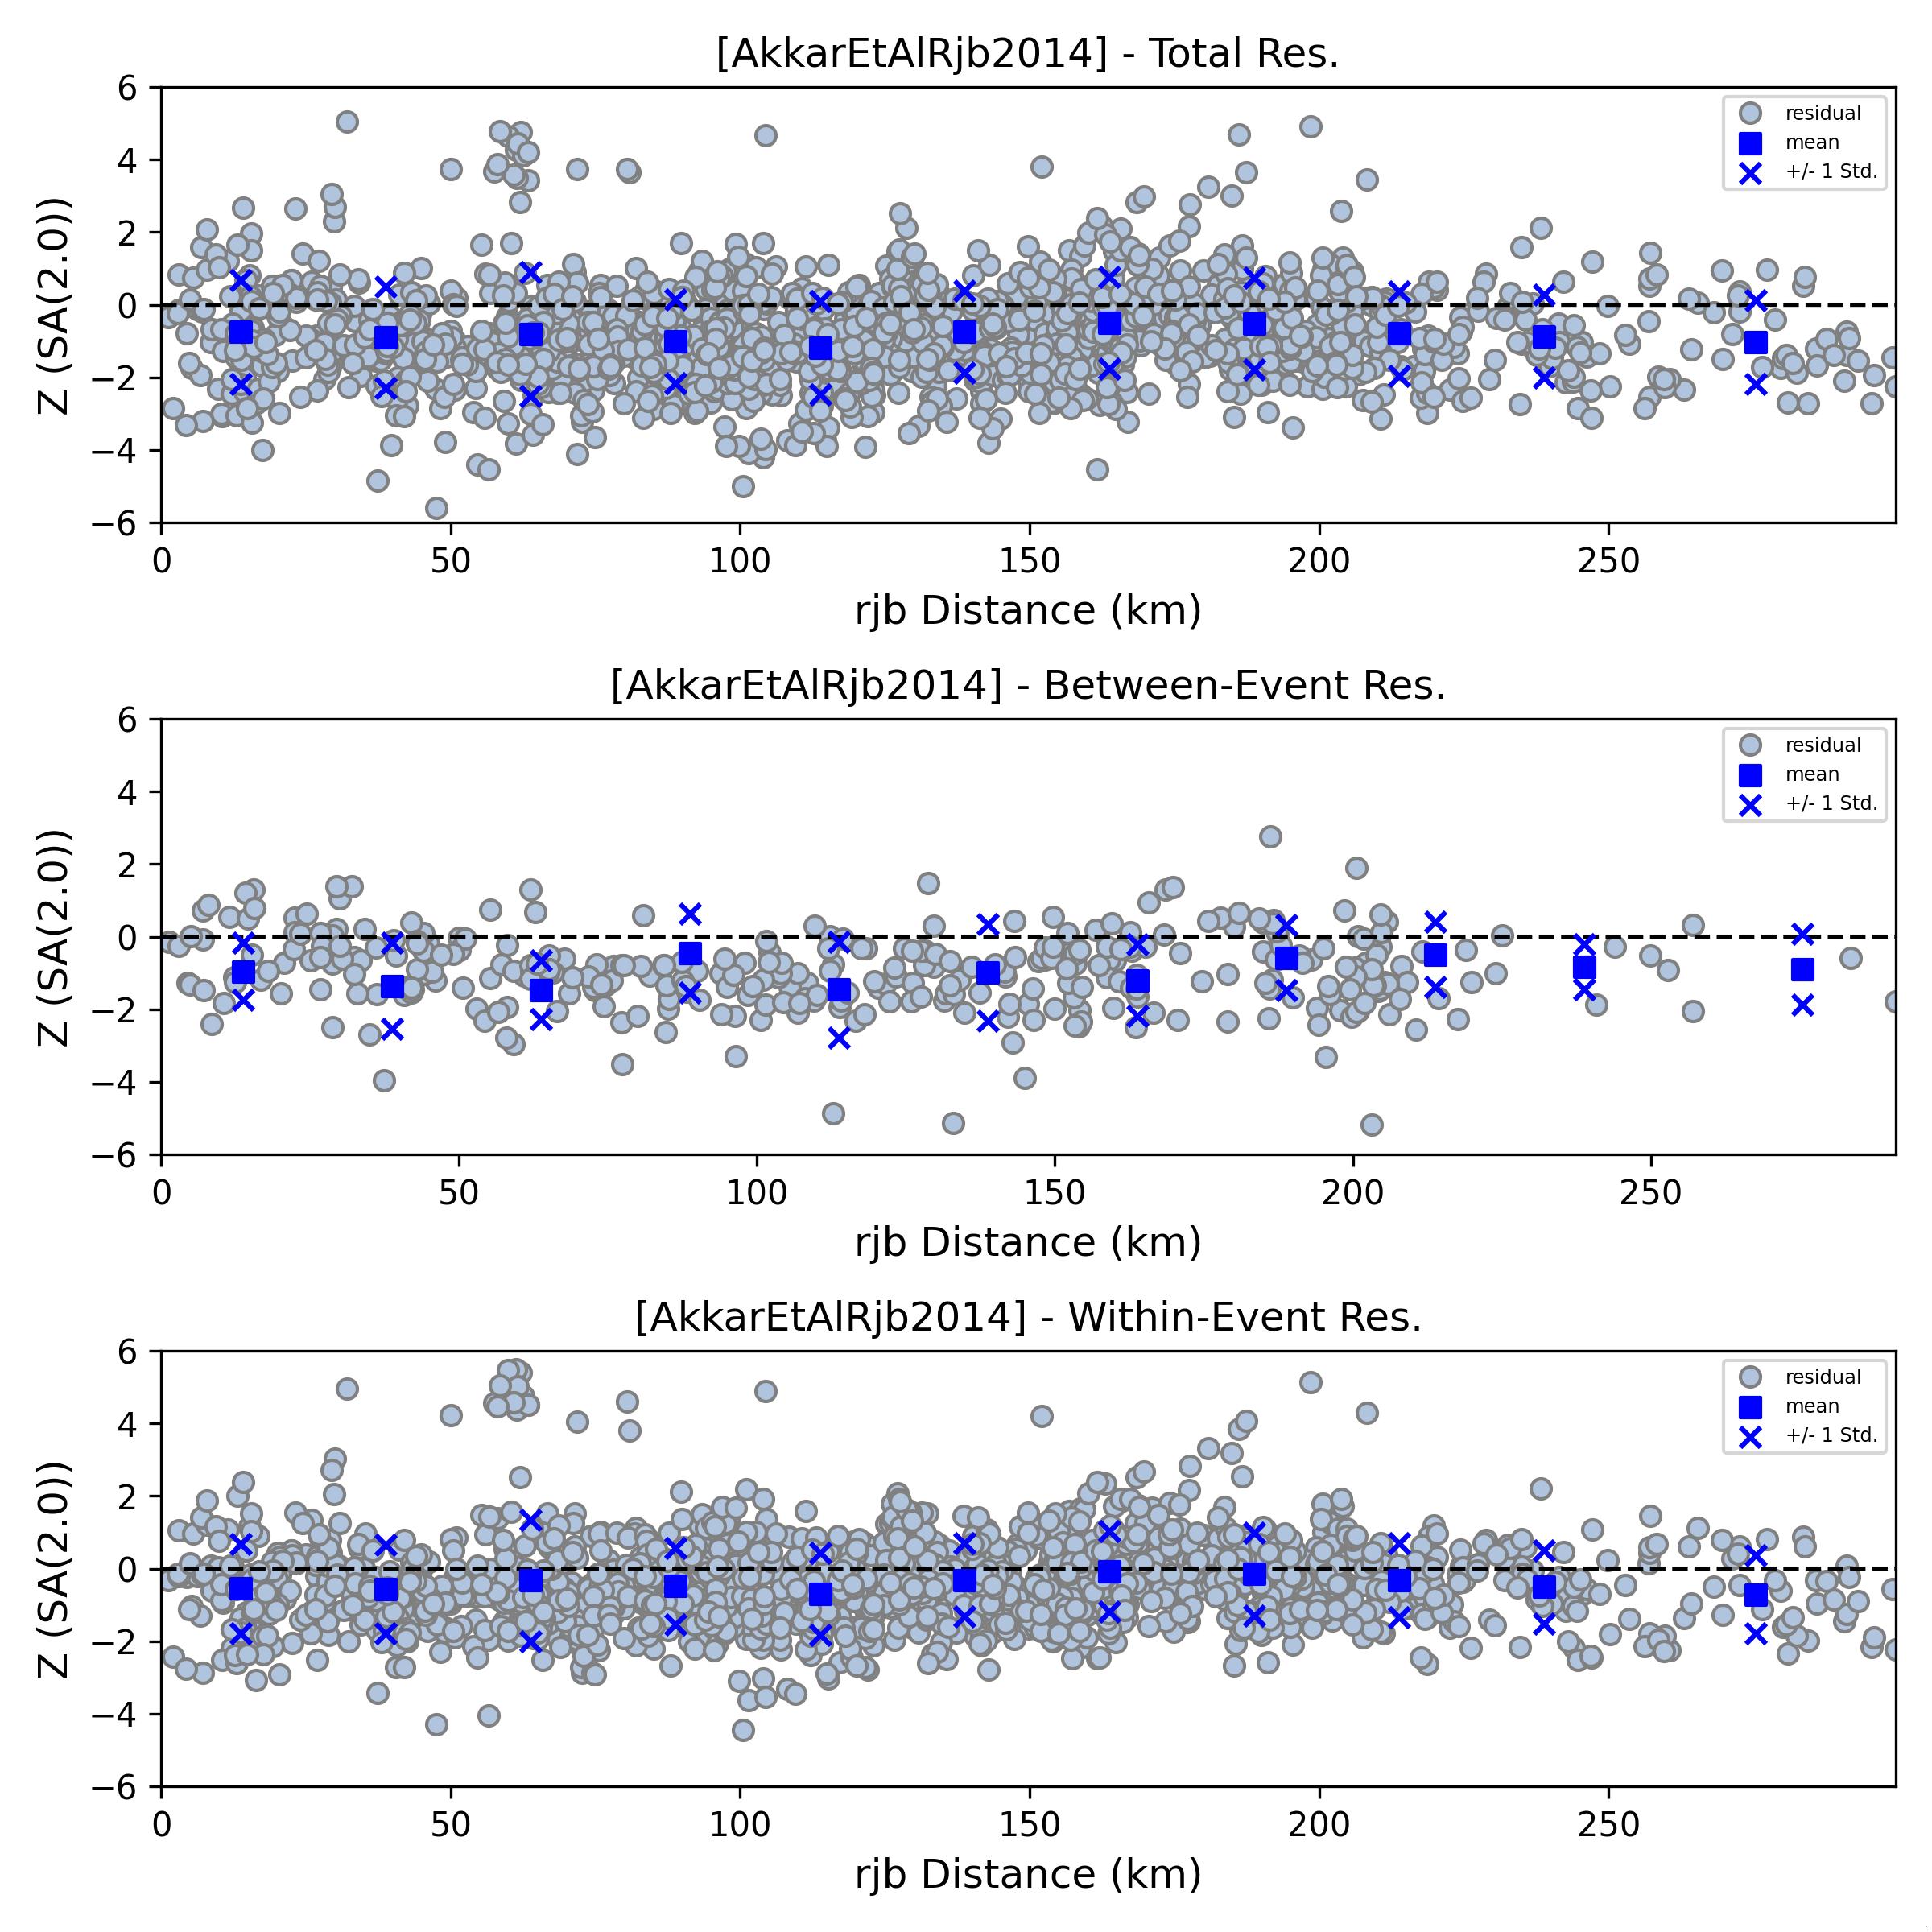 [AkkarEtAlRjb2014] - Total Res.
6
4
2
0
−2
−4
−6
Z (SA(2.0))
residual
mean
+/- 1 Std.
0 50 100 150 200 250
rjb Distance (km)
[AkkarEtAlRjb2014] - Between-Event Res.
6
4
2
0
−2
−4
−6
Z (SA(2.0))
residual
mean
+/- 1 Std.
0 50 100 150 200 250
rjb Distance (km)
[AkkarEtAlRjb2014] - Within-Event Res.
6
4
2
0
−2
−4
−6
Z (SA(2.0))
residual
mean
+/- 1 Std.
0 50 100 150 200 250
rjb Distance (km)